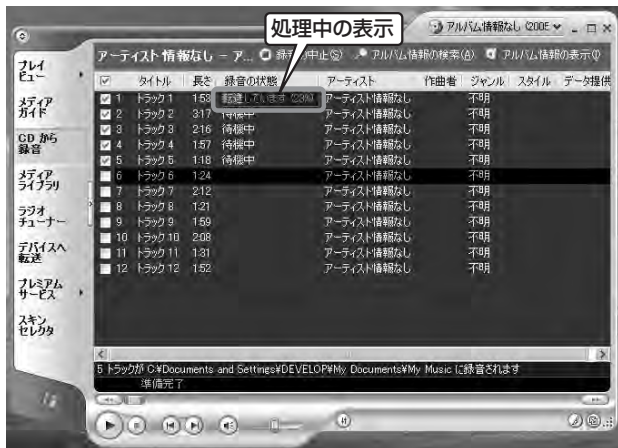 処理中の表示
アルバム情報なし (200E
アーティスト情報なし - ア... 録音の中止(S) アルバム情報の検索(A) アルバム情報の表示(I)
タイトル 長さ 録音の状態 アーティスト 作曲者 ジャンル スタイル データ提供
1 トラック 1 1:53 転送しています (23%) アーティスト情報なし 不明
2 トラック 2 3:17 待機中 アーティスト情報なし 不明
3 トラック 3 2:16 待機中 アーティスト情報なし 不明
4 トラック 4 1:57 待機中 アーティスト情報なし 不明
5 トラック 5 1:18 待機中 アーティスト情報なし 不明
6 トラック 6 1:24 アーティスト情報なし 不明
7 トラック 7 2:12 アーティスト情報なし 不明
8 トラック 8 1:21 アーティスト情報なし 不明
9 トラック 9 1:59 アーティスト情報なし 不明
10 トラック 10 2:08 アーティスト情報なし 不明
11 トラック 11 1:31 アーティスト情報なし 不明
12 トラック 12 1:52 アーティスト情報なし 不明
プレイ
ビュー
メディア
ガイド
CD から
録音
メディア
ライブラリ
ラジオ
チューナー
デバイスへ
転送
プレミアム
サービス
スキン
セレクタ
5 トラックが C:¥Documents and Settings¥DEVELOP¥My Documents¥My Music に録音されます
準備完了